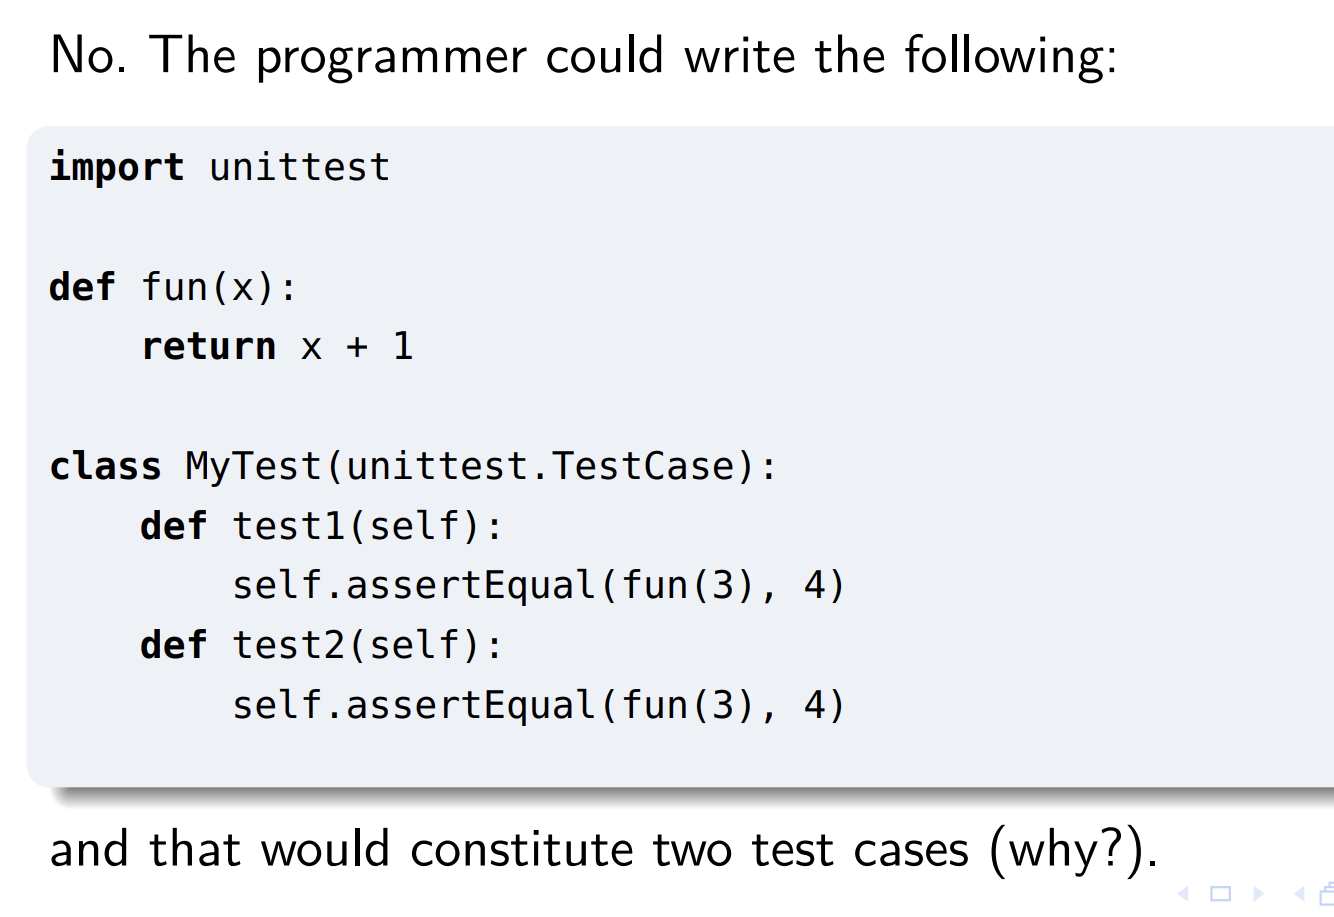 No. The programmer could write the following:
import unittest
def fun(x):
    return x + 1
class MyTest(unittest.TestCase):
    def test1(self):
        self.assertEqual(fun(3), 4)
    def test2(self):
        self.assertEqual(fun(3), 4)
and that would constitute two test cases (why?).